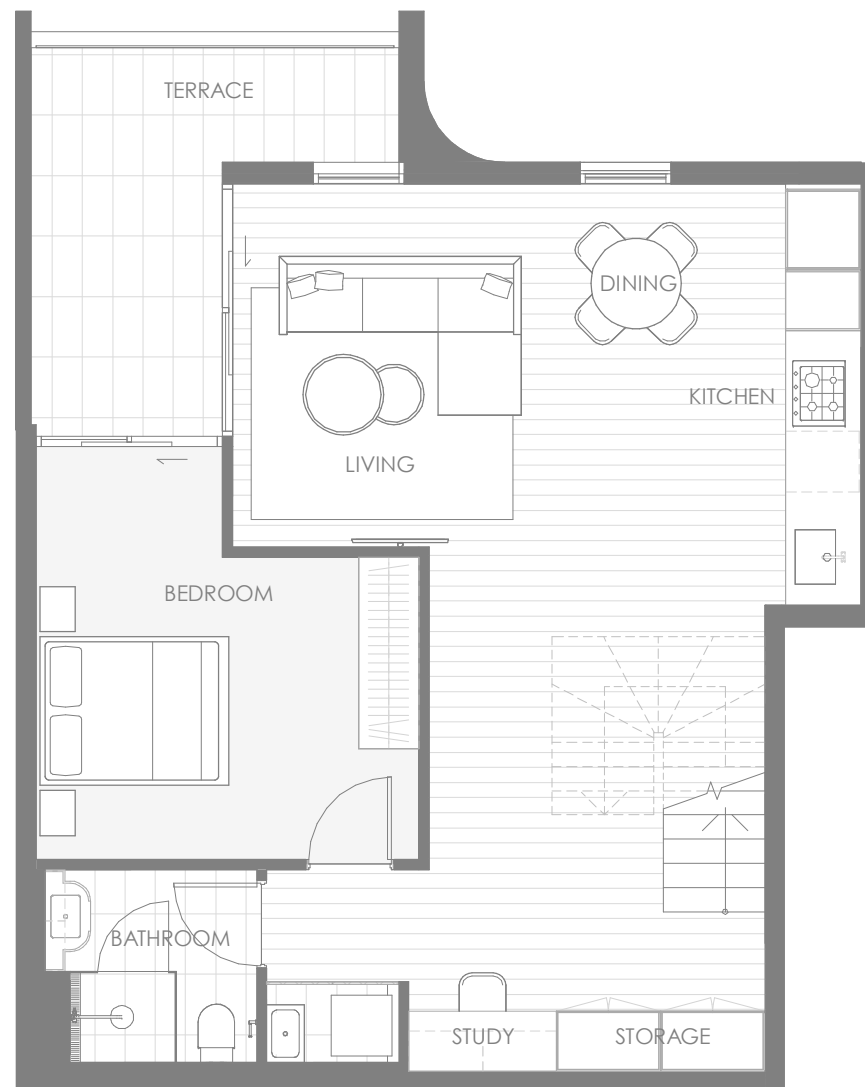 TERRACE
DINING
KITCHEN
LIVING
BEDROOM
BATHROOM
STUDY
STORAGE